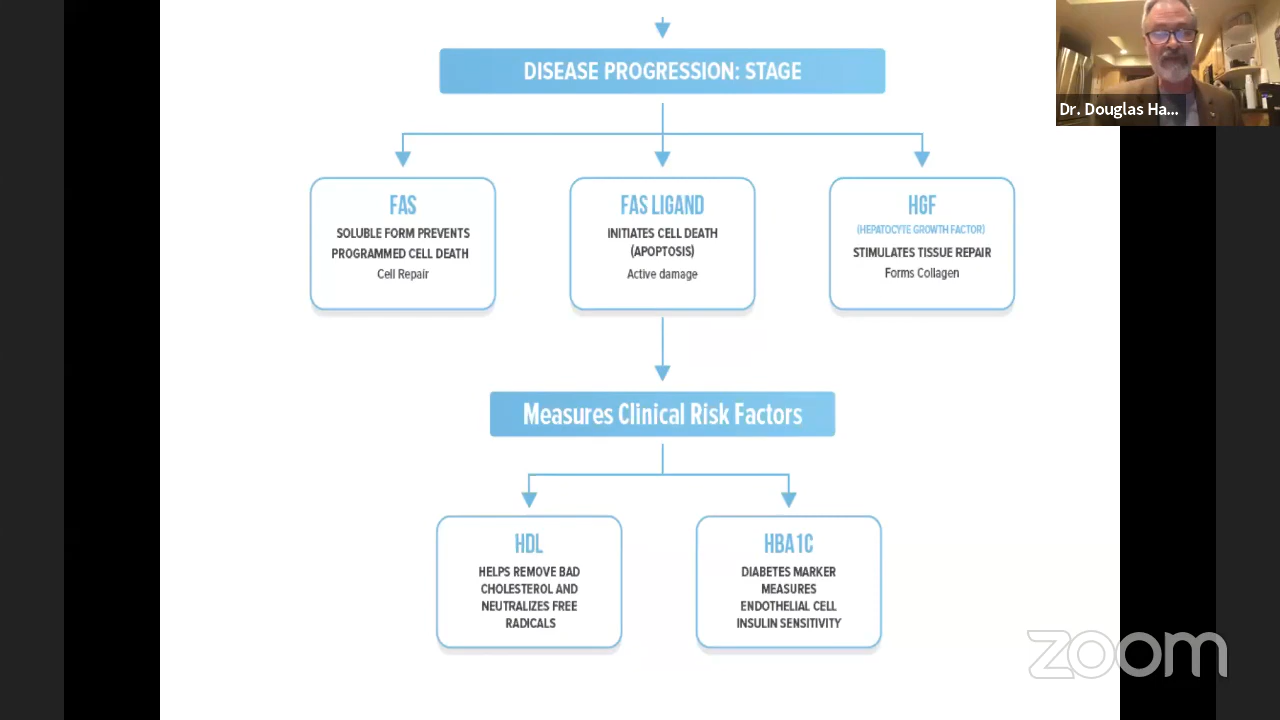 DISEASE PROGRESSION: STAGE
Dr. Douglas Ha...
FAS
SOLUBLE FORM PREVENTS
PROGRAMMED CELL DEATH
Cell Repair
FAS LIGAND
INITIATES CELL DEATH
(APOPTOSIS)
Active damage
HGF
(HEPATOCYTE GROWTH FACTOR)
STIMULATES TISSUE REPAIR
Forms Collagen
Measures Clinical Risk Factors
HDL
HELPS REMOVE BAD
CHOLESTEROL AND
NEUTRALIZES FREE
RADICALS
HBA1C
DIABETES MARKER
MEASURES
ENDOTHELIAL CELL
INSULIN SENSITIVITY
zoom